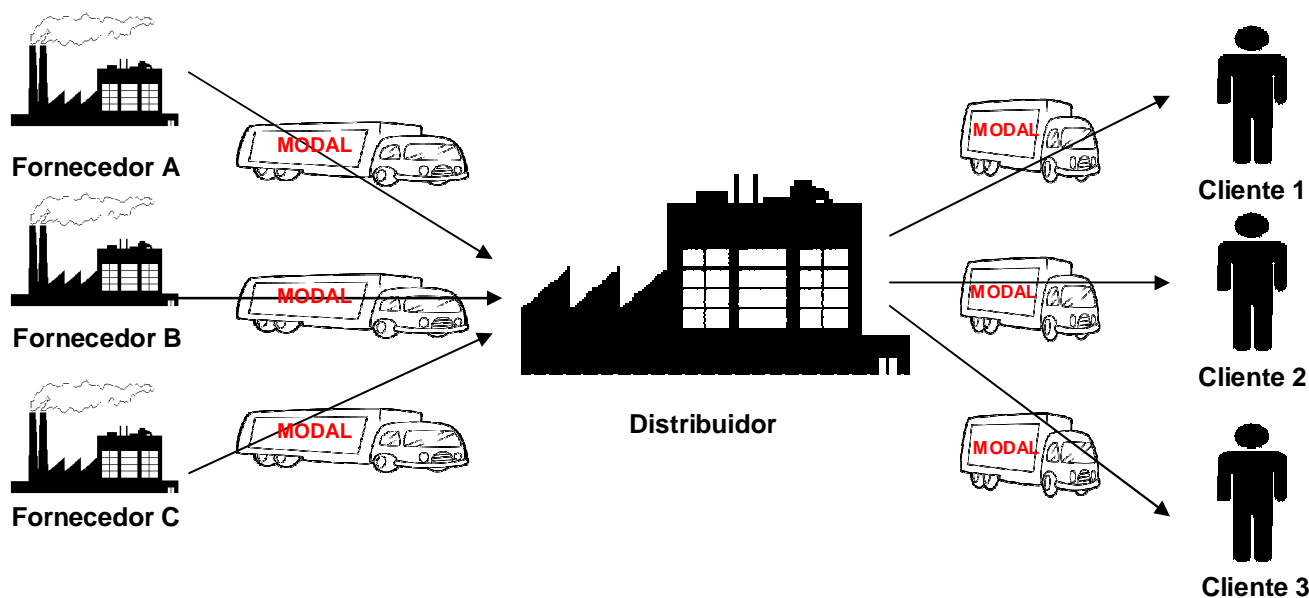 MODAL
Fornecedor A
MODAL
Fornecedor B
MODAL
Fornecedor C
Distribuidor
MODAL
Cliente 1
MODAL
Cliente 2
MODAL
Cliente 3